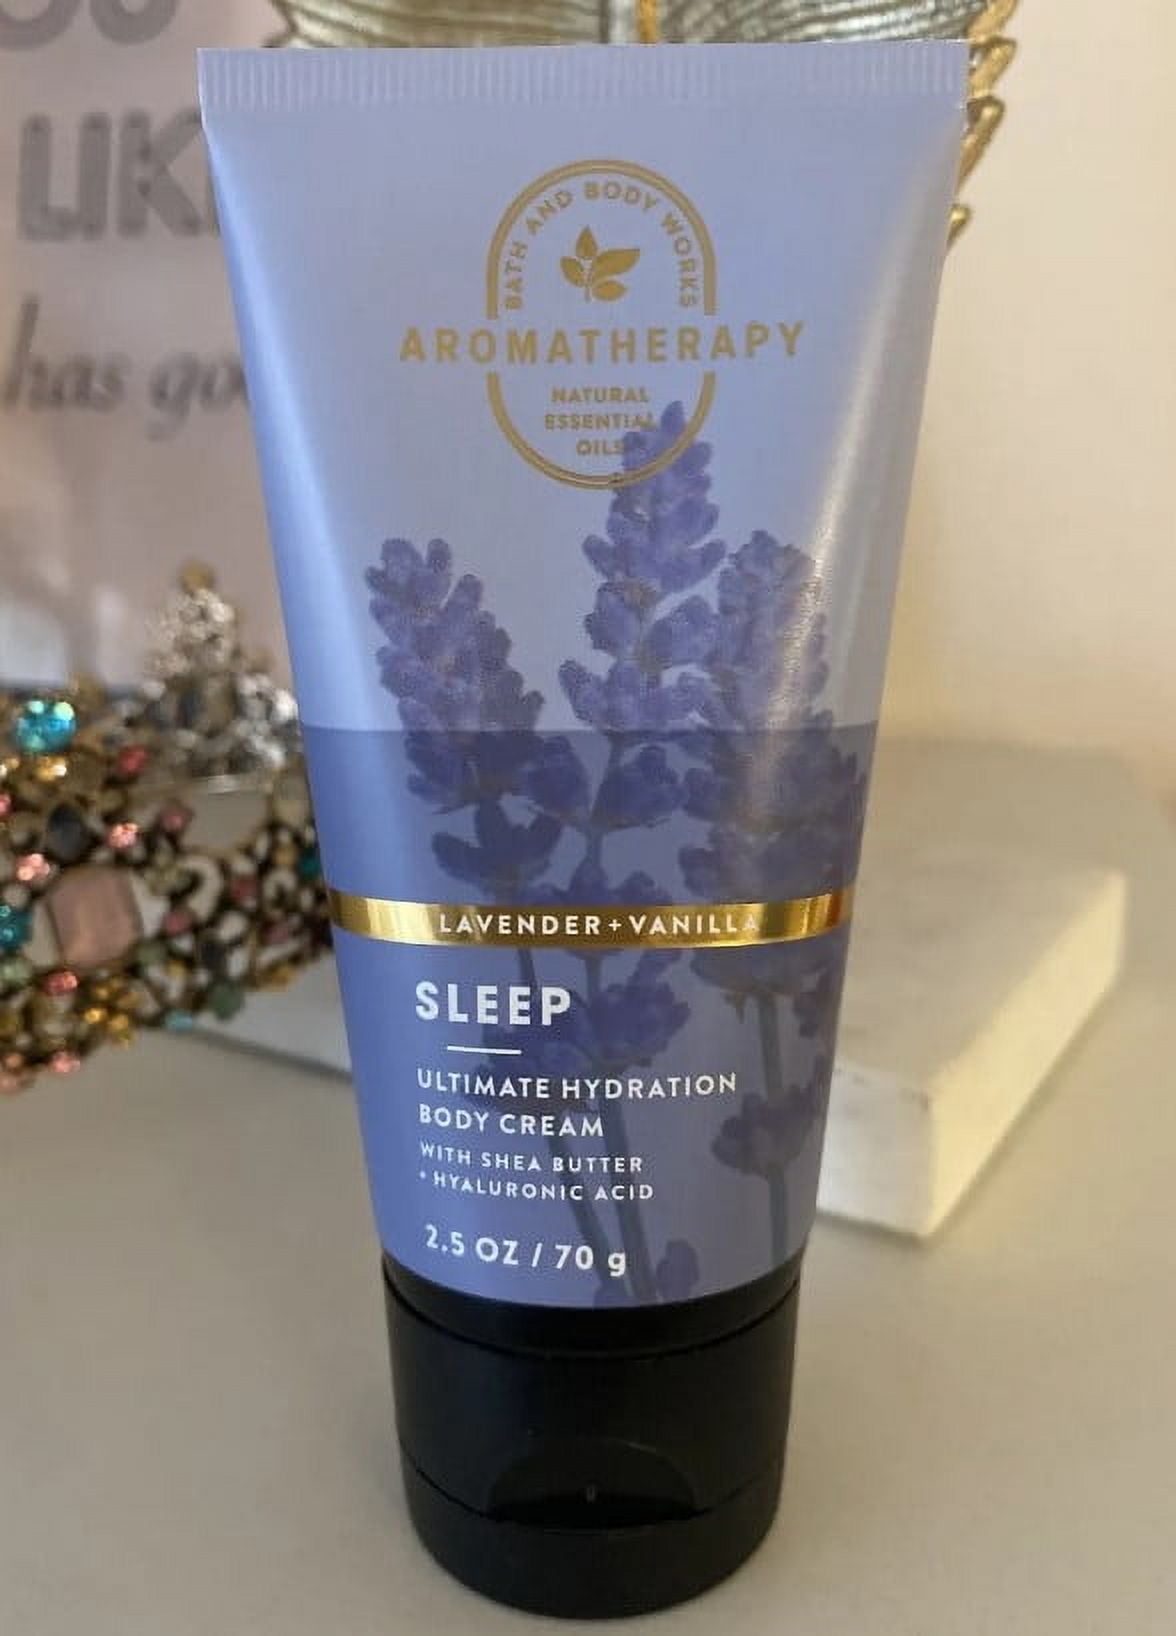 LIK
has go
BATH AND BODY WORKS
AROMATHERAPY
NATURAL
ESSENTIAL
OILS
LAVENDER + VANILLA
SLEEP
ULTIMATE HYDRATION
BODY CREAM
WITH SHEA BUTTER
+ HYALURONIC ACID
2.5 OZ / 70 g